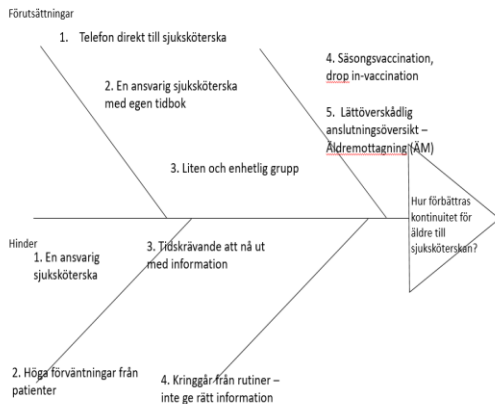 Förutsättningar
1. Telefon direkt till sjuksköterska
2. En ansvarig sjuksköterska
med egen tidbok
3. Liten och enhetlig grupp
4. Säsongsvaccination,
drop in-vaccination
5. Lättöverskådlig
anslutningsöversikt –
Äldremottagning (ÄM)
Hur förbättras
kontinuitet för
äldre till
sjuksköterskan?
Hinder
1. En ansvarig
sjuksköterska
2. Höga förväntningar från
patienter
3. Tidskrävande att nå ut
med information
4. Kringgår från rutiner –
inte ge rätt information